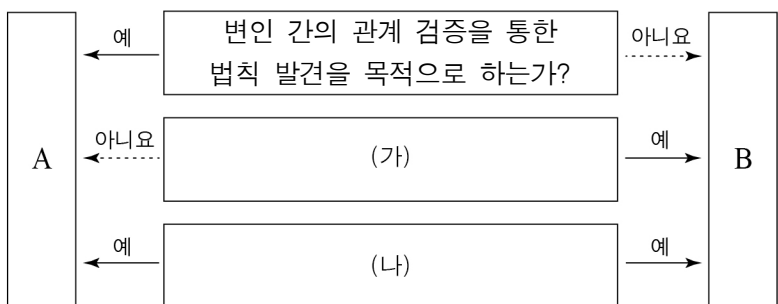 예
변인 간의 관계 검증을 통한
법칙 발견을 목적으로 하는가?
아니요
A
아니요
(가)
예
B
예
(나)
예